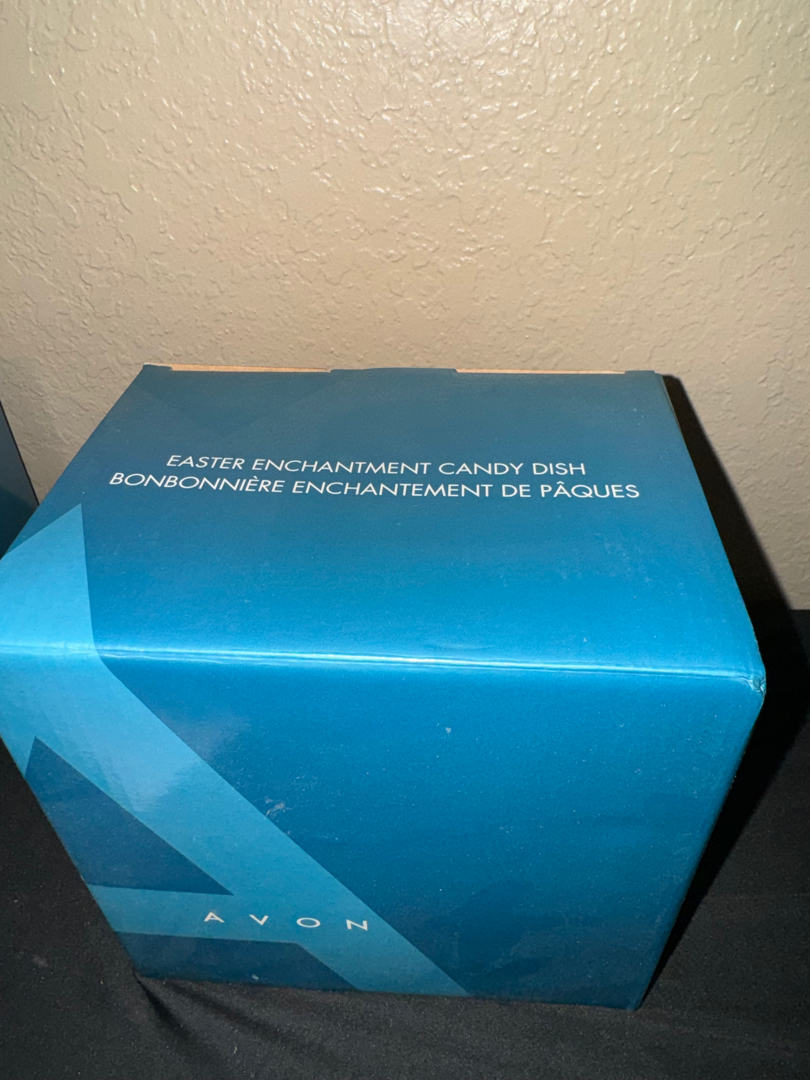 EASTER ENCHANTMENT CANDY DISH
BONBONNIÈRE ENCHANTEMENT DE PÂQUES
AVON